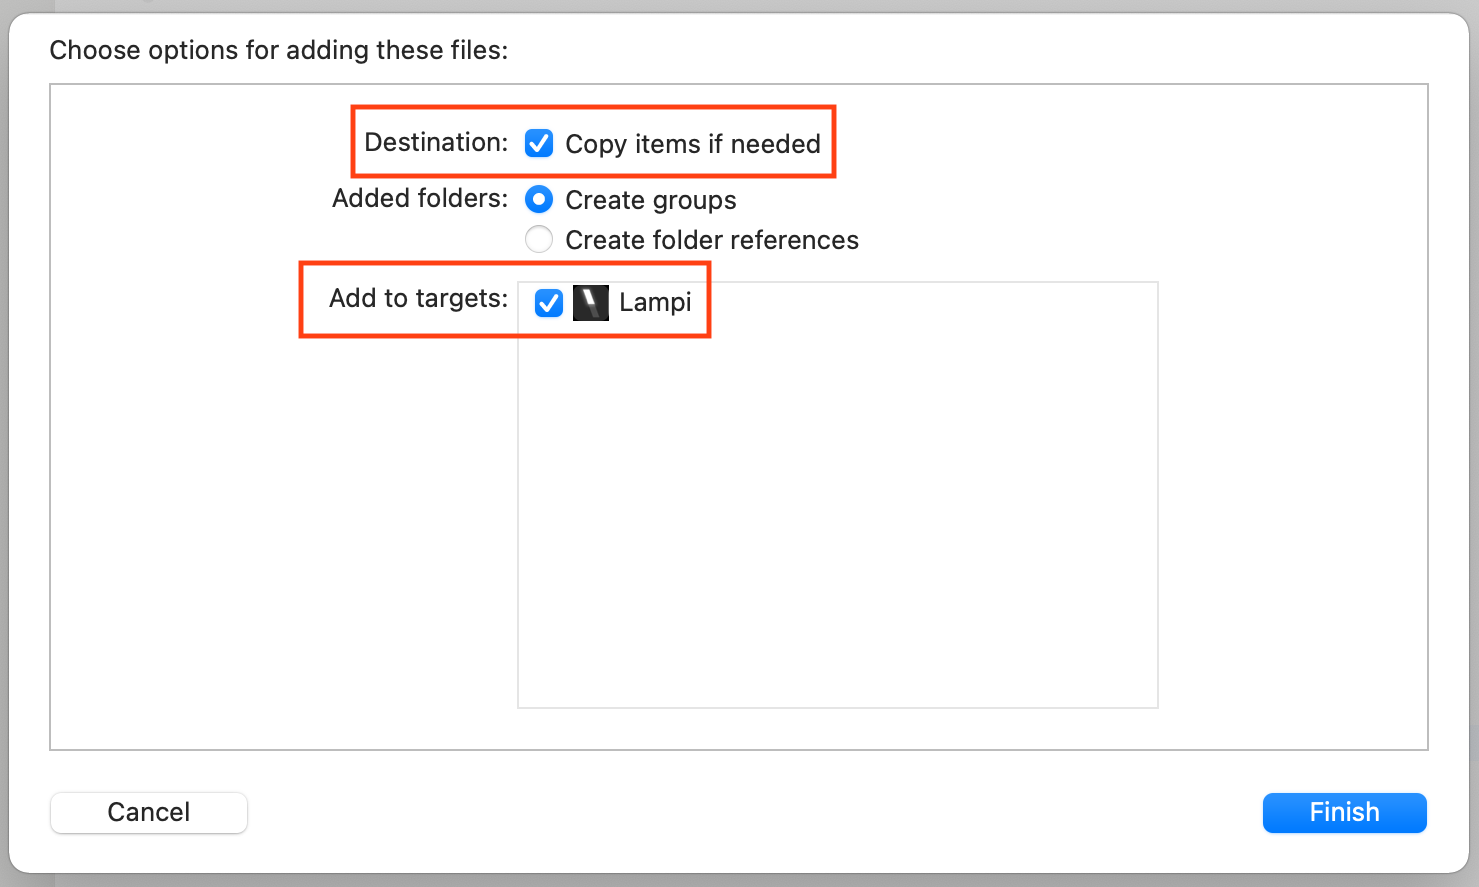 Choose options for adding these files:
Destination: Copy items if needed
Added folders: Create groups
Create folder references
Add to targets: Lampi
Cancel Finish